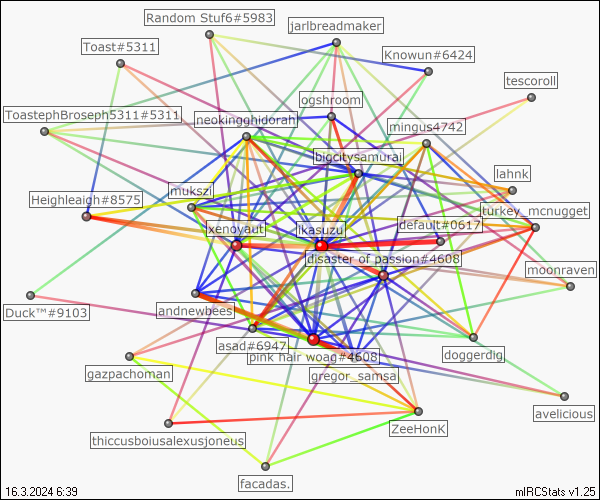 Random Stuf6#5983
jarlbreadmaker
Toast#5311
Knowun#6424
tescoroll
ogshroom
ToastephBroseph5311#5311
neokingghidorah
mingus4742
bigcitysamurai
lahnk
mukszi
Heighleaigh#8575
turkey_mcnugget
default#0617
xenoyaut
ikasuzu
disaster of passion#4608
moonraven
Duck™#9103
andnewbees
asad#6947
doggerdig
pink hair woag#4608
gazpachoman
gregor_samsa
avelicious
ZeeHonK
thiccusboiusalexusjoneus
facadas.
16.3.2024 6:39
mIRCStats v1.25